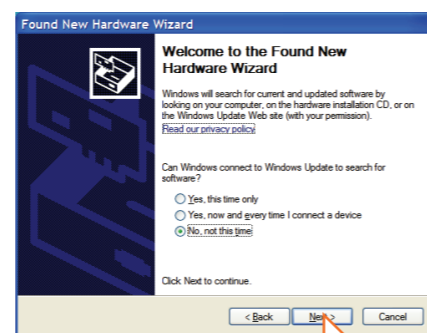 Found New Hardware Wizard
Welcome to the Found New
Hardware Wizard
Windows will search for current and updated software by
looking on your computer, on the hardware installation CD, or on
the Windows Update Web site (with your permission).
Read our privacy policy
Can Windows connect to Windows Update to search for
software?
Yes, this time only
Yes, now and every time I connect a device
No, not this time
Click Next to continue.
< Back
Next >
Cancel